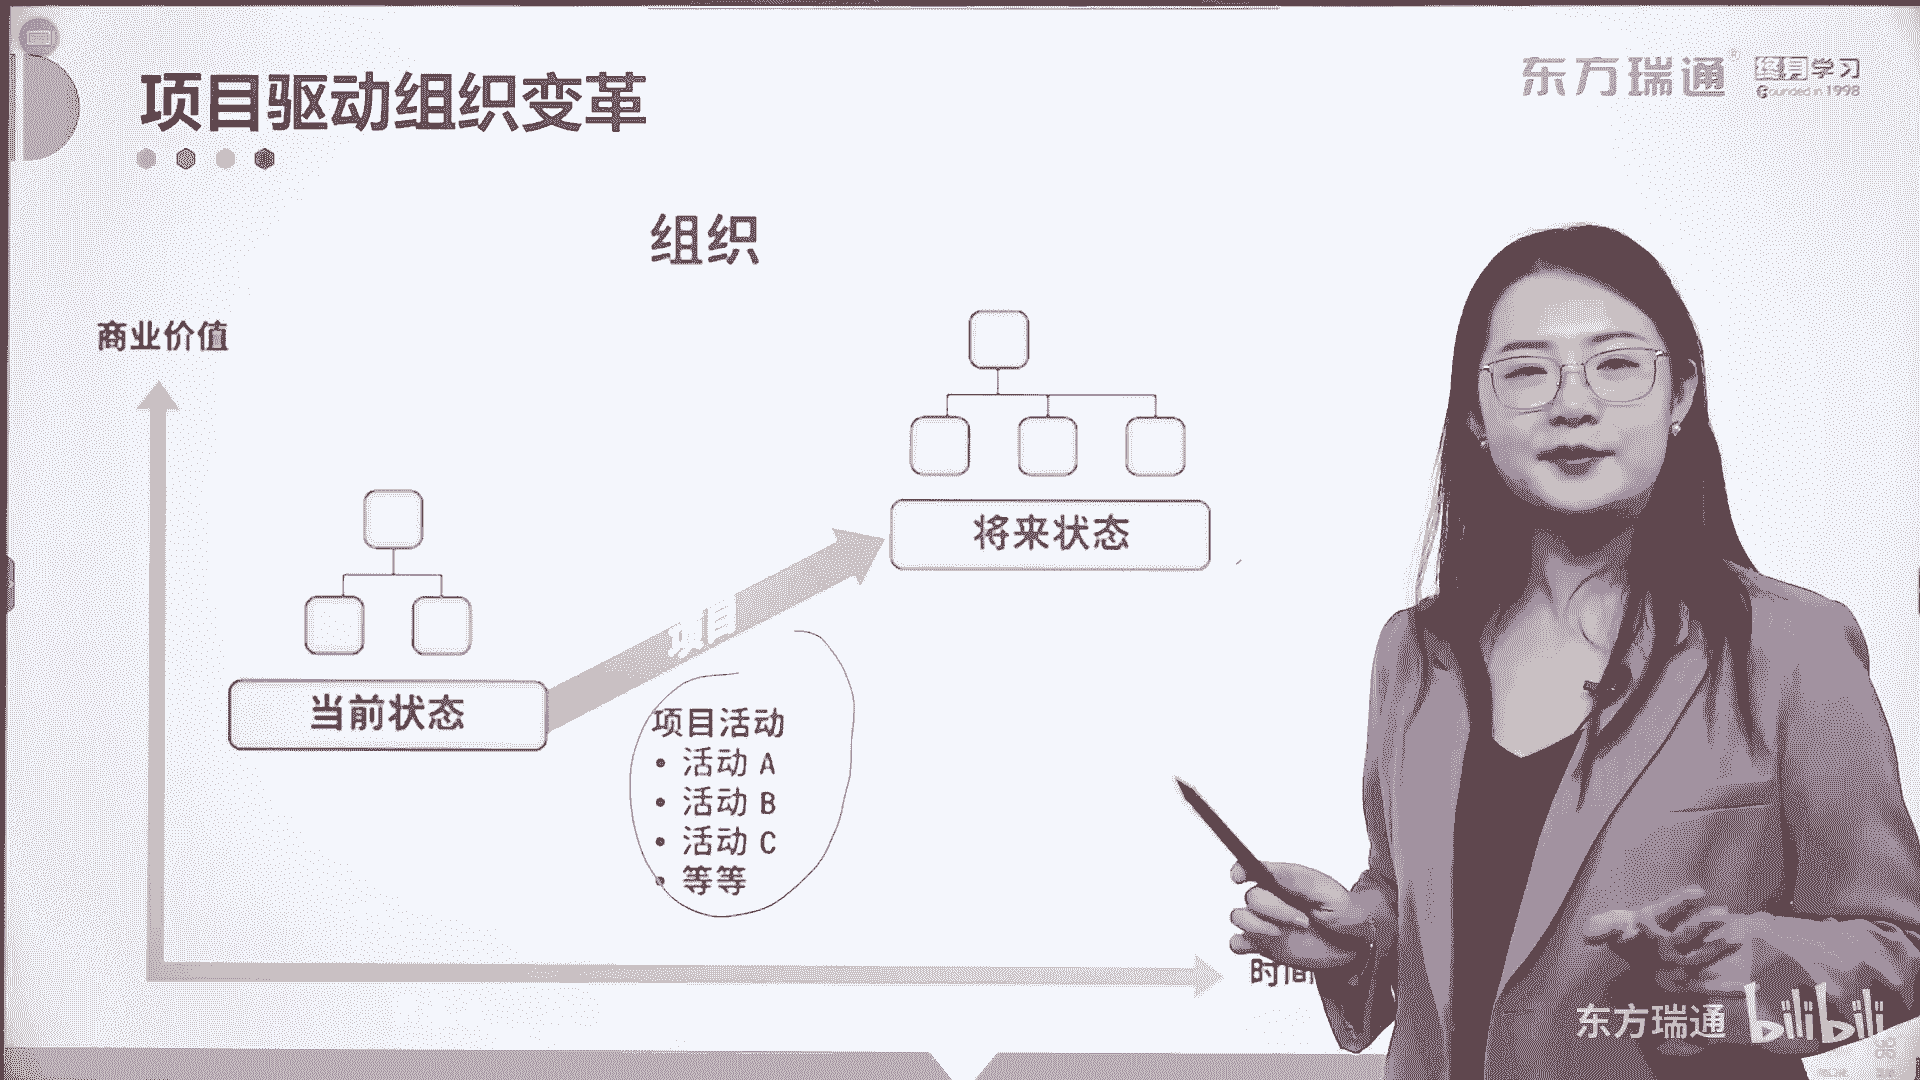 项目驱动组织变革
东方瑞通®
终身学习
Founded in 1998
组织
商业价值
将来状态
项目
当前状态
项目活动
• 活动 A
• 活动 B
• 活动 C
• 等等
时间
东方瑞通 bilibili